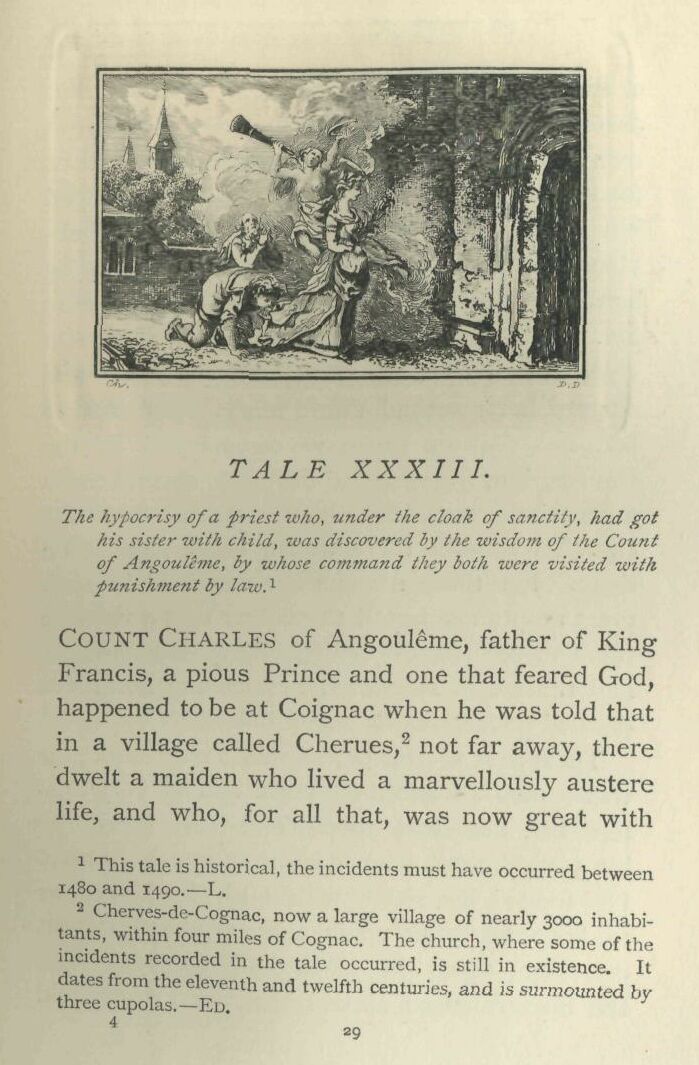 Ch.
D.D
TALE XXXIII.
The hypocrisy of a priest who, under the cloak of sanctity, had got
his sister with child, was discovered by the wisdom of the Count
of Angoulême, by whose command they both were visited with
punishment by law.¹
COUNT CHARLES of Angoulême, father of King
Francis, a pious Prince and one that feared God,
happened to be at Coignac when he was told that
in a village called Cherues,² not far away, there
dwelt a maiden who lived a marvellously austere
life, and who, for all that, was now great with
¹ This tale is historical, the incidents must have occurred between
1480 and 1490.—L.
² Cherves-de-Cognac, now a large village of nearly 3000 inhabi-
tants, within four miles of Cognac. The church, where some of the
incidents recorded in the tale occurred, is still in existence. It
dates from the eleventh and twelfth centuries, and is surmounted by
three cupolas.—ED.
4
29